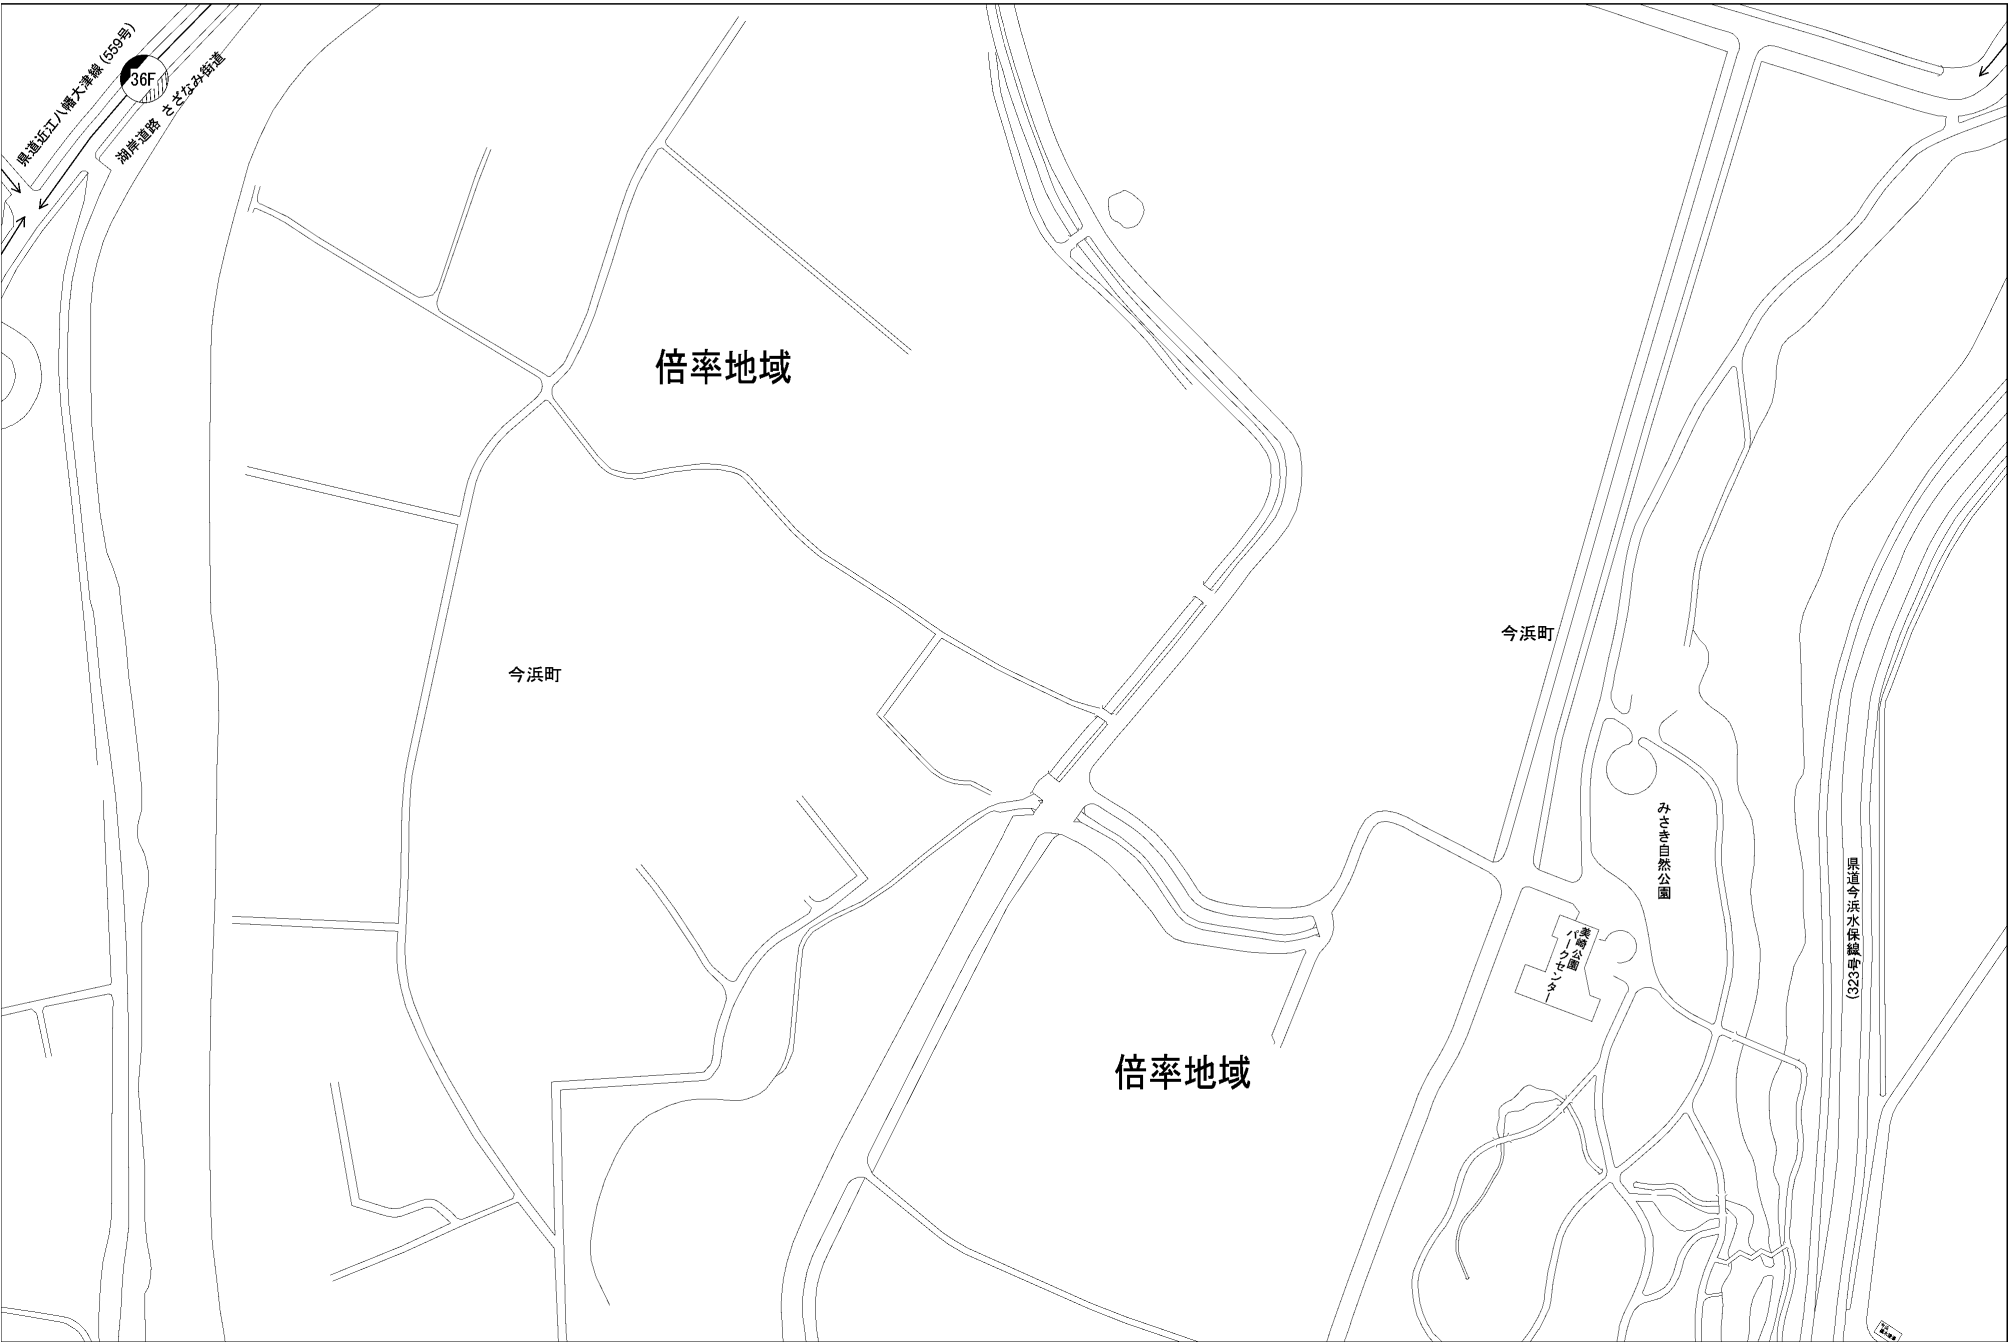 県道近江八幡大津線 (559号)
36F
湖岸道路 さざなみ街道
倍率地域
今浜町
今浜町
みさき自然公園
県道今浜水保線
(323号)
美崎公園
パークセンター
倍率地域